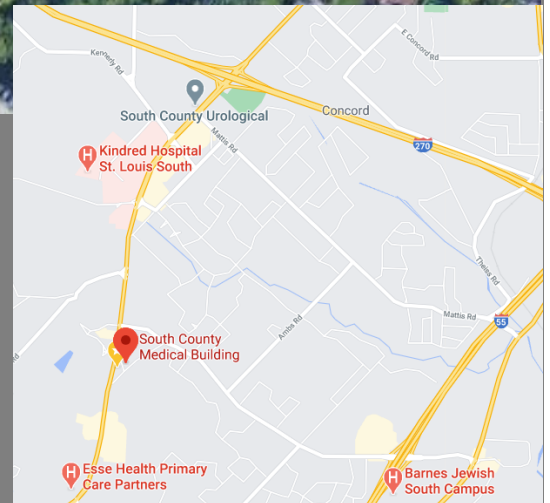 E Concord Rd
Kennerly Rd
South County Urological
Concord
Mattis Rd
270
H
Kindred Hospital
St. Louis South
Theiss Rd
Mattis Rd
55
Ambs Rd
South County
Medical Building
H
Esse Health Primary
Care Partners
H
Barnes Jewish
South Campus